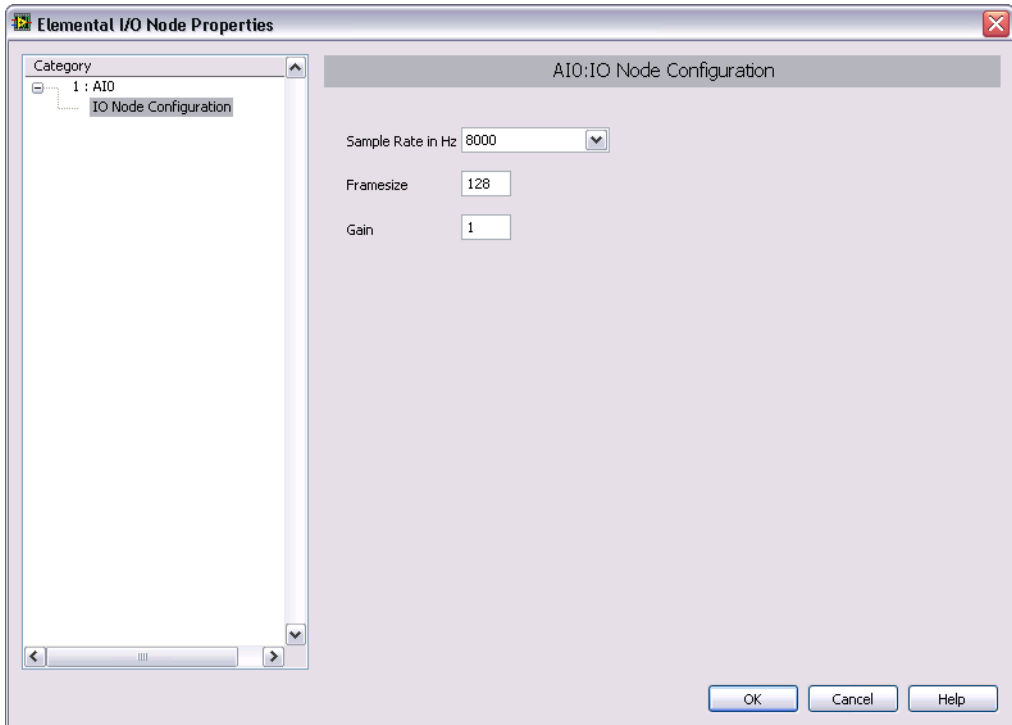 Elemental I/O Node Properties
Category
1 : AI0
IO Node Configuration
AI0:IO Node Configuration
Sample Rate in Hz 8000
Framesize 128
Gain 1
OK Cancel Help